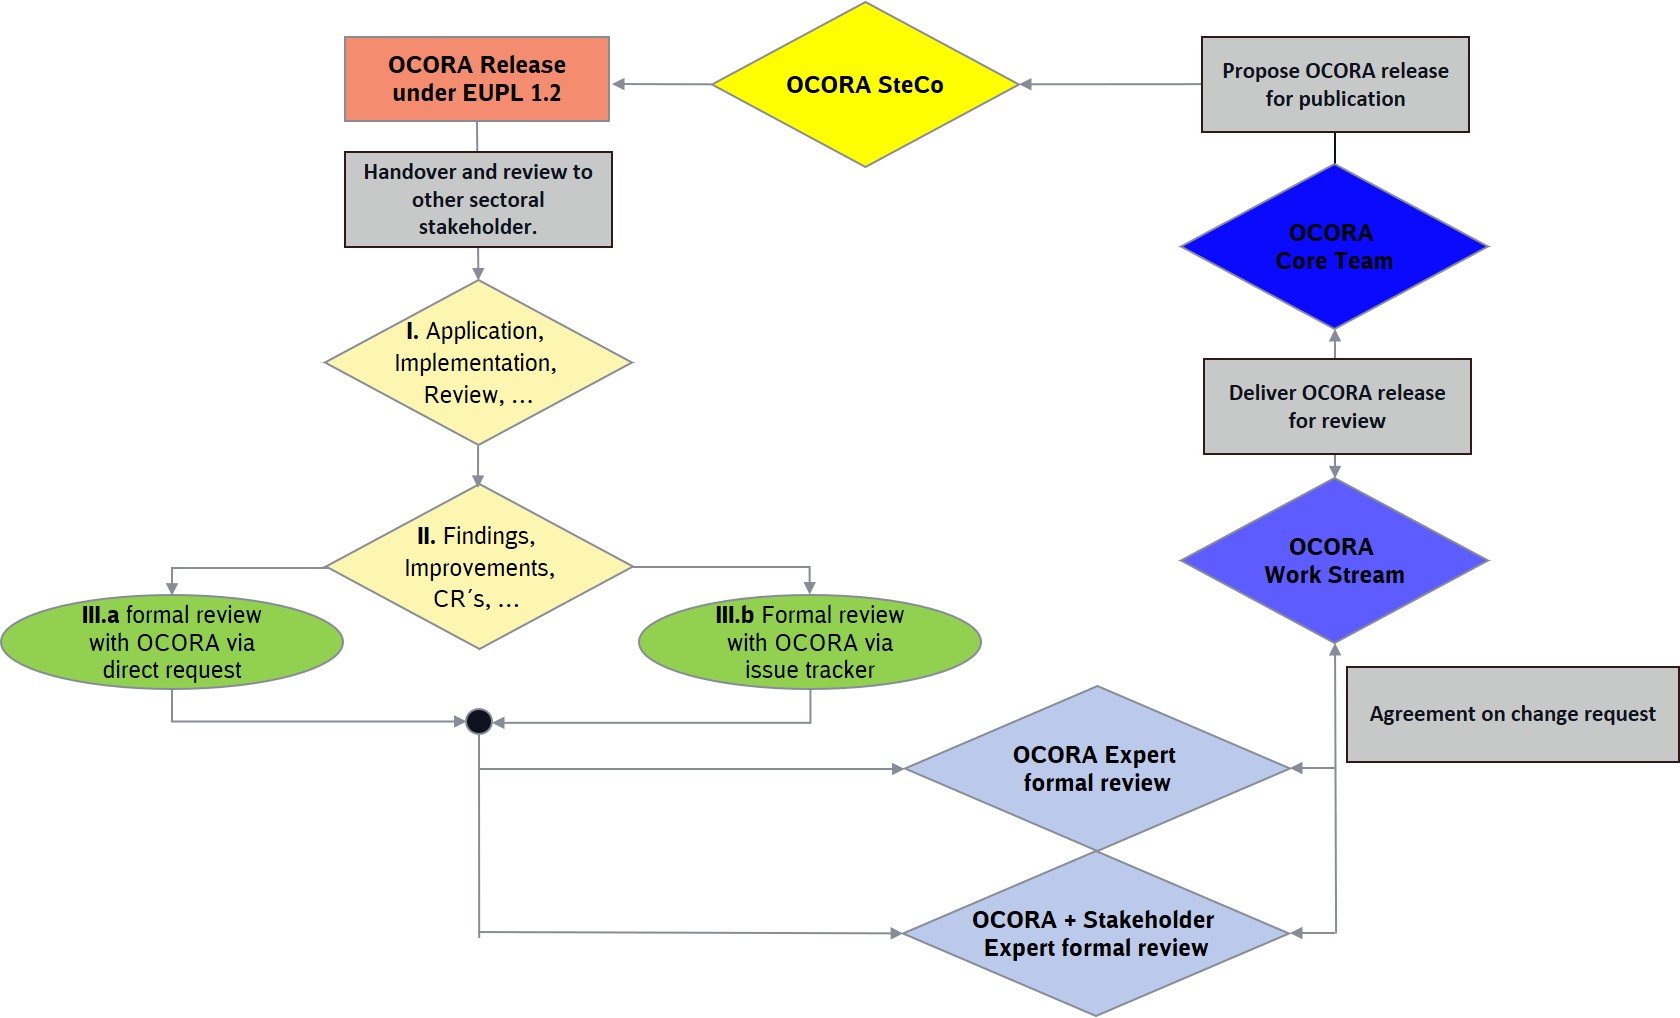 OCORA Release
under EUPL 1.2
OCORA SteCo
Propose OCORA release
for publication
Handover and review to
other sectoral
stakeholder.
OCORA
Core Team
I. Application,
Implementation,
Review, …
Deliver OCORA release
for review
II. Findings,
Improvements,
CR´s, …
OCORA
Work Stream
III.a formal review
with OCORA via
direct request
III.b Formal review
with OCORA via
issue tracker
Agreement on change request
OCORA Expert
formal review
OCORA + Stakeholder
Expert formal review